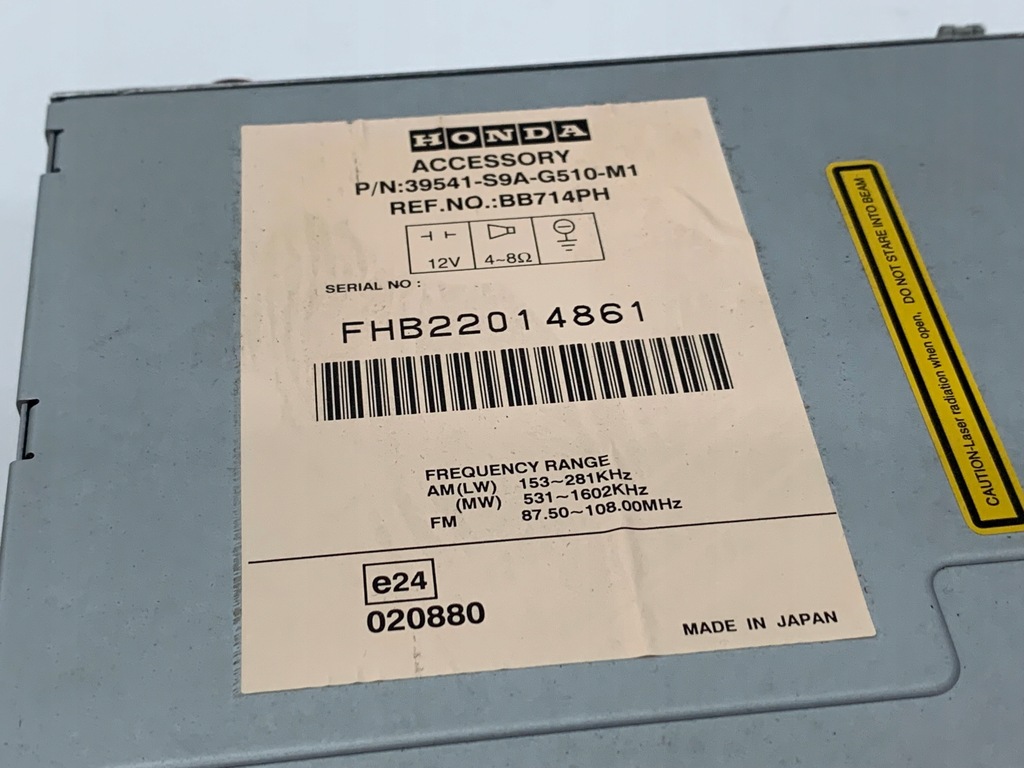 HONDA
ACCESSORY
P/N:39541-S9A-G510-M1
REF.NO.:BB714PH
12V 4~8Ω
SERIAL NO :
FHB22014861
FREQUENCY RANGE
AM(LW) 153~281KHz
(MW) 531~1602KHz
FM 87.50~108.00MHz
e24
020880
MADE IN JAPAN
CAUTION-Laser radiation when open, DO NOT STARE INTO BEAM